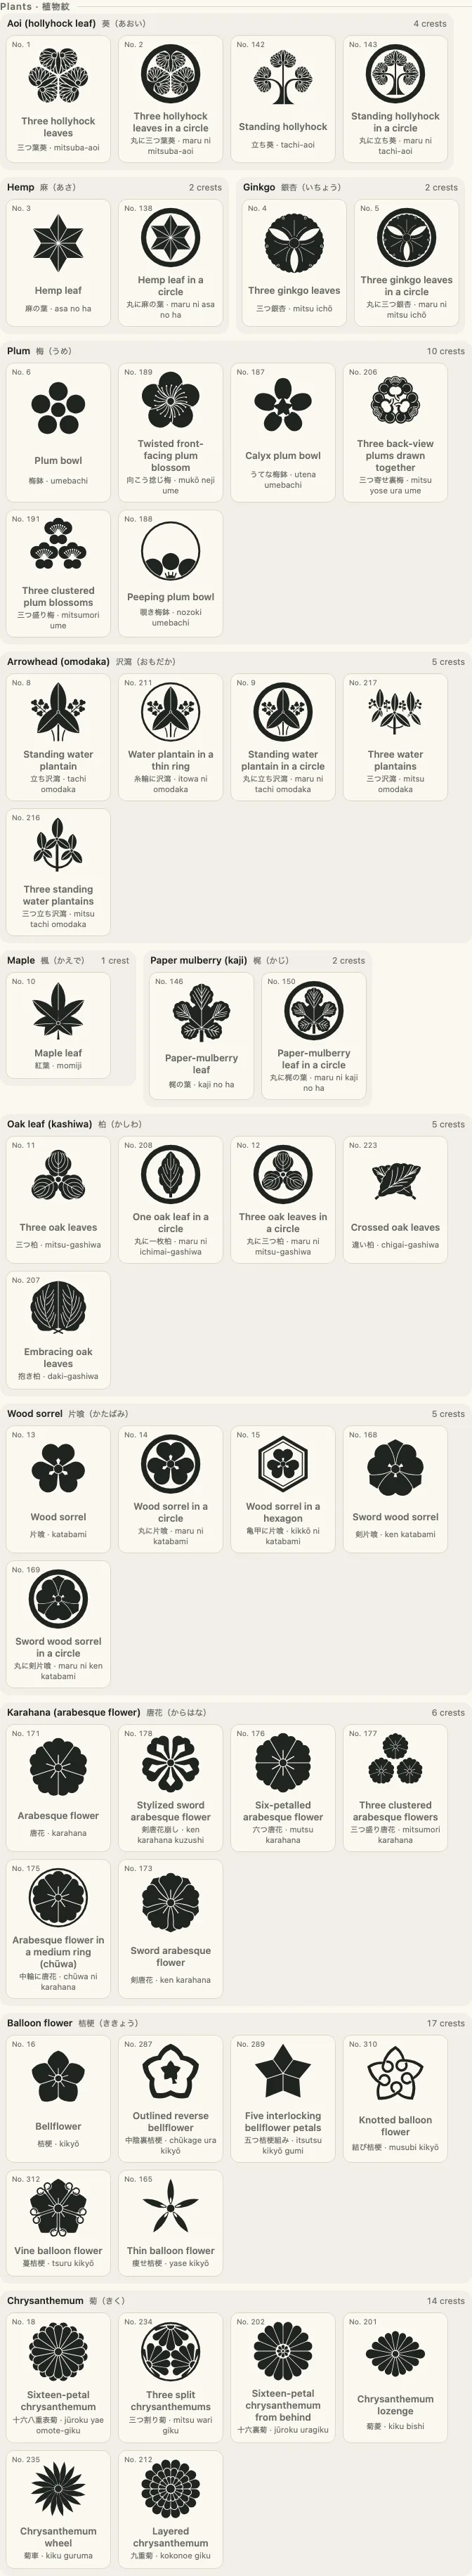 Plants · 植物紋
Aoi (hollyhock leaf) 葵（あおい） 4 crests
No. 1
Three hollyhock
leaves
三つ葉葵 · mitsuba-aoi
No. 2
Three hollyhock
leaves in a circle
丸に三つ葉葵 · maru ni
mitsuba-aoi
No. 142
Standing hollyhock
立ち葵 · tachi-aoi
No. 143
Standing hollyhock
in a circle
丸に立ち葵 · maru ni
tachi-aoi
Hemp 麻（あさ） 2 crests
No. 3
Hemp leaf
麻の葉 · asa no ha
No. 138
Hemp leaf in a
circle
丸に麻の葉 · maru ni asa
no ha
Ginkgo 銀杏（いちょう） 2 crests
No. 4
Three ginkgo leaves
三つ銀杏 · mitsu ichō
No. 5
Three ginkgo leaves
in a circle
丸に三つ銀杏 · maru ni
mitsu ichō
Plum 梅（うめ） 10 crests
No. 6
Plum bowl
梅鉢 · umebachi
No. 189
Twisted front-
facing plum
blossom
向こう捻じ梅 · mukō neji
ume
No. 187
Calyx plum bowl
うてな梅鉢 · utena
umebachi
No. 206
Three back-view
plums drawn
together
三つ寄せ裏梅 · mitsu
yose ura ume
No. 191
Three clustered
plum blossoms
三つ盛り梅 · mitsumori
ume
No. 188
Peeping plum bowl
覗き梅鉢 · nozoki
umebachi
Arrowhead (omodaka) 沢瀉（おもだか） 5 crests
No. 8
Standing water
plantain
立ち沢瀉 · tachi
omodaka
No. 211
Water plantain in a
thin ring
糸輪に沢瀉 · itowa ni
omodaka
No. 9
Standing water
plantain in a circle
丸に立ち沢瀉 · maru ni
tachi omodaka
No. 217
Three water
plantains
三つ沢瀉 · mitsu
omodaka
No. 216
Three standing
water plantains
三つ立ち沢瀉 · mitsu
tachi omodaka
Maple 楓（かえで） 1 crest
No. 10
Maple leaf
紅葉 · momiji
Paper mulberry (kaji) 梶（かじ） 2 crests
No. 146
Paper-mulberry
leaf
梶の葉 · kaji no ha
No. 150
Paper-mulberry
leaf in a circle
丸に梶の葉 · maru ni kaji
no ha
Oak leaf (kashiwa) 柏（かしわ） 5 crests
No. 11
Three oak leaves
三つ柏 · mitsu-gashiwa
No. 208
One oak leaf in a
circle
丸に一枚柏 · maru ni
ichimai-gashiwa
No. 12
Three oak leaves in
a circle
丸に三つ柏 · maru ni
mitsu-gashiwa
No. 223
Crossed oak leaves
違い柏 · chigai-gashiwa
No. 207
Embracing oak
leaves
抱き柏 · daki-gashiwa
Wood sorrel 片喰（かたばみ） 5 crests
No. 13
Wood sorrel
片喰 · katabami
No. 14
Wood sorrel in a
circle
丸に片喰 · maru ni
katabami
No. 15
Wood sorrel in a
hexagon
亀甲に片喰 · kikkō ni
katabami
No. 168
Sword wood sorrel
剣片喰 · ken katabami
No. 169
Sword wood sorrel
in a circle
丸に剣片喰 · maru ni ken
katabami
Karahana (arabesque flower) 唐花（からはな） 6 crests
No. 171
Arabesque flower
唐花 · karahana
No. 178
Stylized sword
arabesque flower
剣唐花崩し · ken
karahana kuzushi
No. 176
Six-petalled
arabesque flower
六つ唐花 · mutsu
karahana
No. 177
Three clustered
arabesque flowers
三つ盛り唐花 · mitsumori
karahana
No. 175
Arabesque flower in
a medium ring
(chūwa)
中輪に唐花 · chūwa ni
karahana
No. 173
Sword arabesque
flower
剣唐花 · ken karahana
Balloon flower 桔梗（ききょう） 17 crests
No. 16
Bellflower
桔梗 · kikyō
No. 287
Outlined reverse
bellflower
中陰裏桔梗 · chūkage ura
kikyō
No. 289
Five interlocking
bellflower petals
五つ桔梗組み · itsutsu
kikyō gumi
No. 310
Knotted balloon
flower
結び桔梗 · musubi kikyō
No. 312
Vine balloon flower
蔓桔梗 · tsuru kikyō
No. 165
Thin balloon flower
痩せ桔梗 · yase kikyō
Chrysanthemum 菊（きく） 14 crests
No. 18
Sixteen-petal
chrysanthemum
十六八重表菊 · jūroku yae
omote-giku
No. 234
Three split
chrysanthemums
三つ割り菊 · mitsu wari
giku
No. 202
Sixteen-petal
chrysanthemum
from behind
十六裏菊 · jūroku uragiku
No. 201
Chrysanthemum
lozenge
菊菱 · kiku bishi
No. 235
Chrysanthemum
wheel
菊車 · kiku guruma
No. 212
Layered
chrysanthemum
九重菊 · kokonoe giku